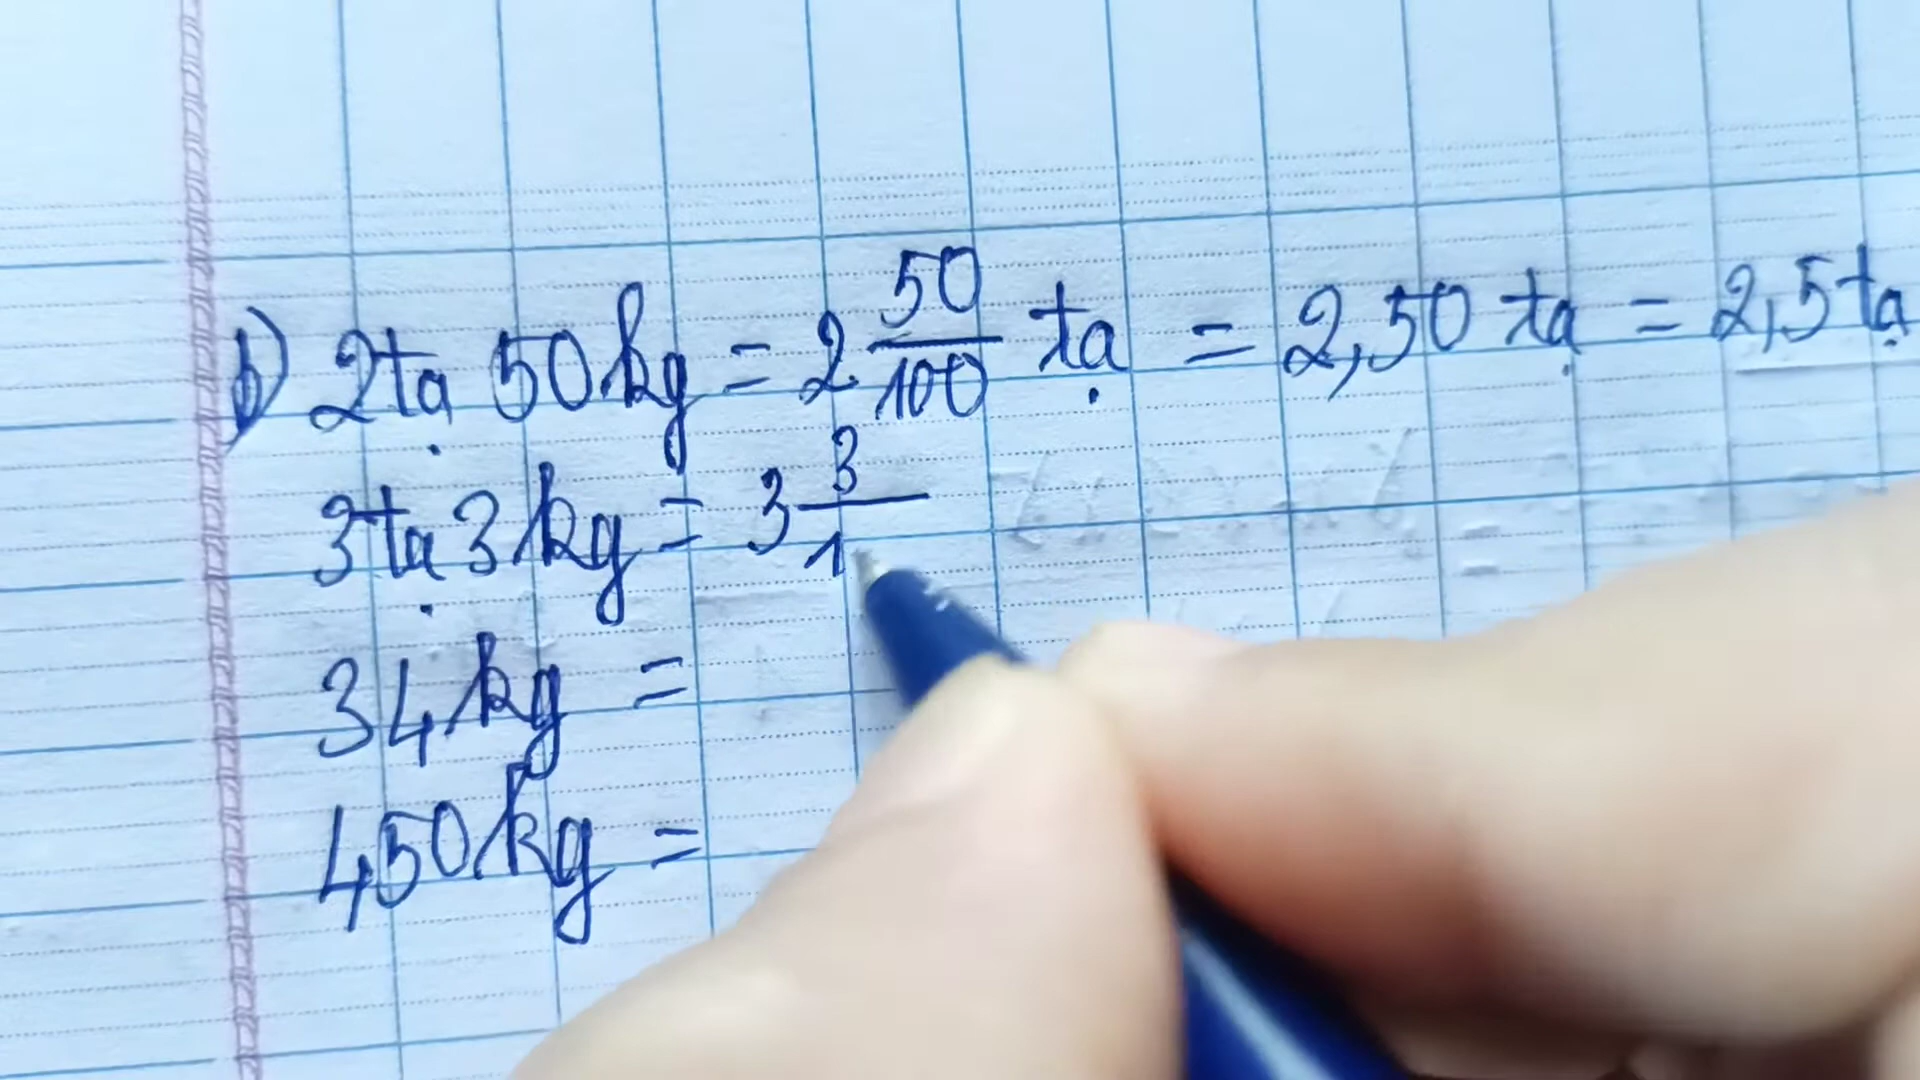 b) 2tạ 50kg = 2 50/100 tạ = 2,50 tạ = 2,5 tạ
3tạ 3kg = 3 3/1
34kg =
450kg =